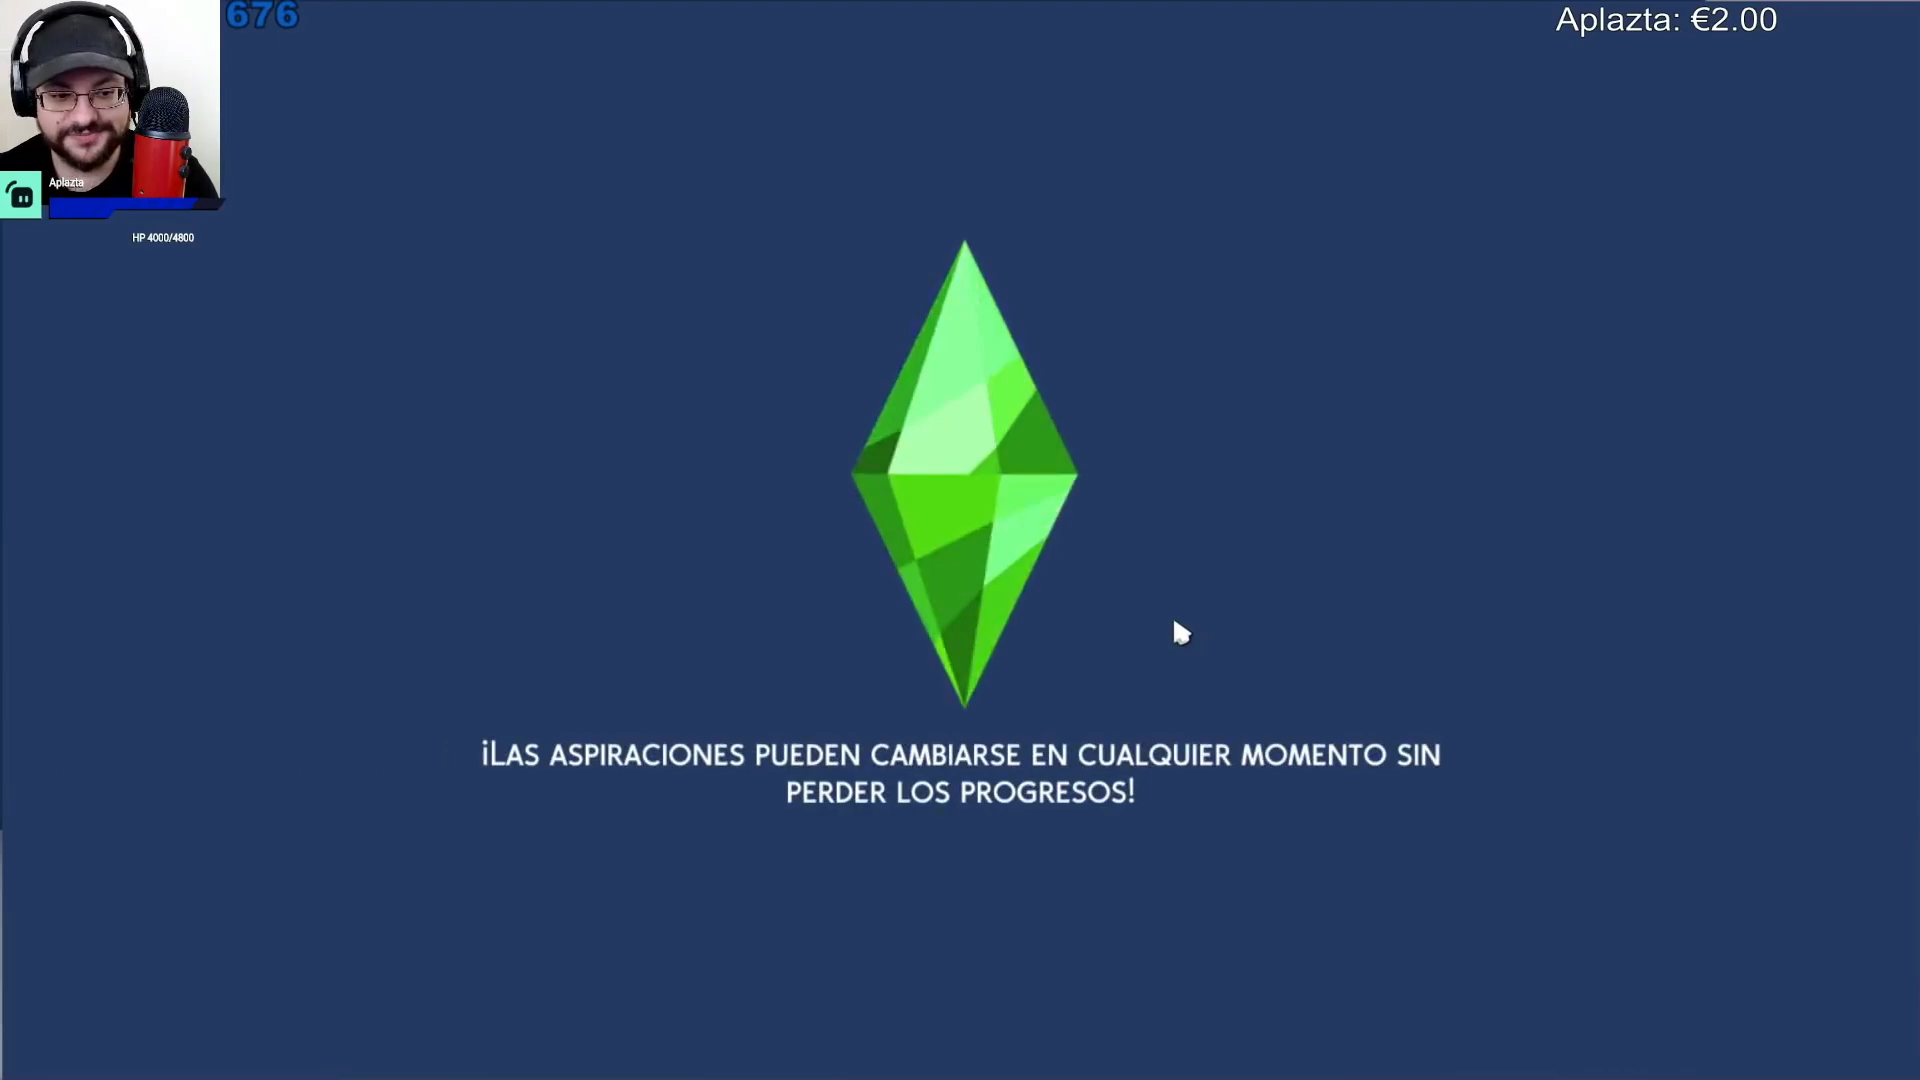 676
Aplazta: €2.00
Aplazta
HP 4000/4800
¡LAS ASPIRACIONES PUEDEN CAMBIARSE EN CUALQUIER MOMENTO SIN
PERDER LOS PROGRESOS!